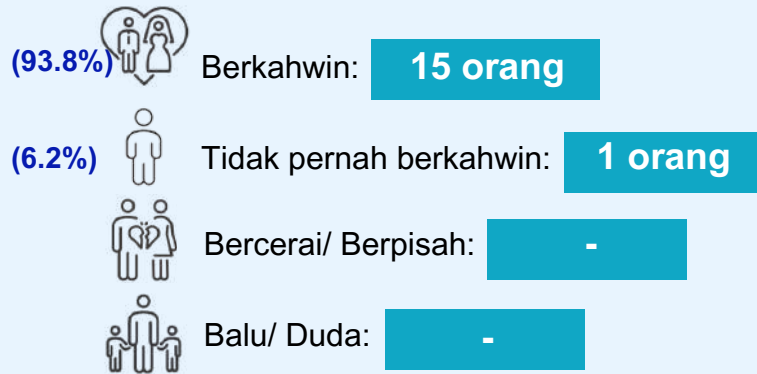 (93.8%) Berkahwin: 15 orang
(6.2%) Tidak pernah berkahwin: 1 orang
Bercerai/ Berpisah: -
Balu/ Duda: -